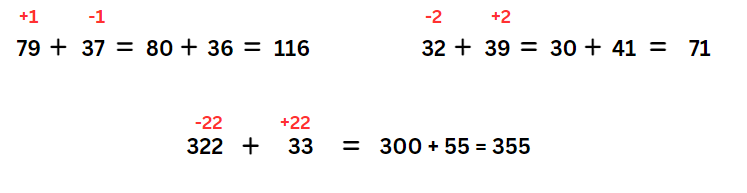 +1 -1
79 + 37 = 80 + 36 = 116
-2 +2
32 + 39 = 30 + 41 = 71
-22 +22
322 + 33 = 300 + 55 = 355